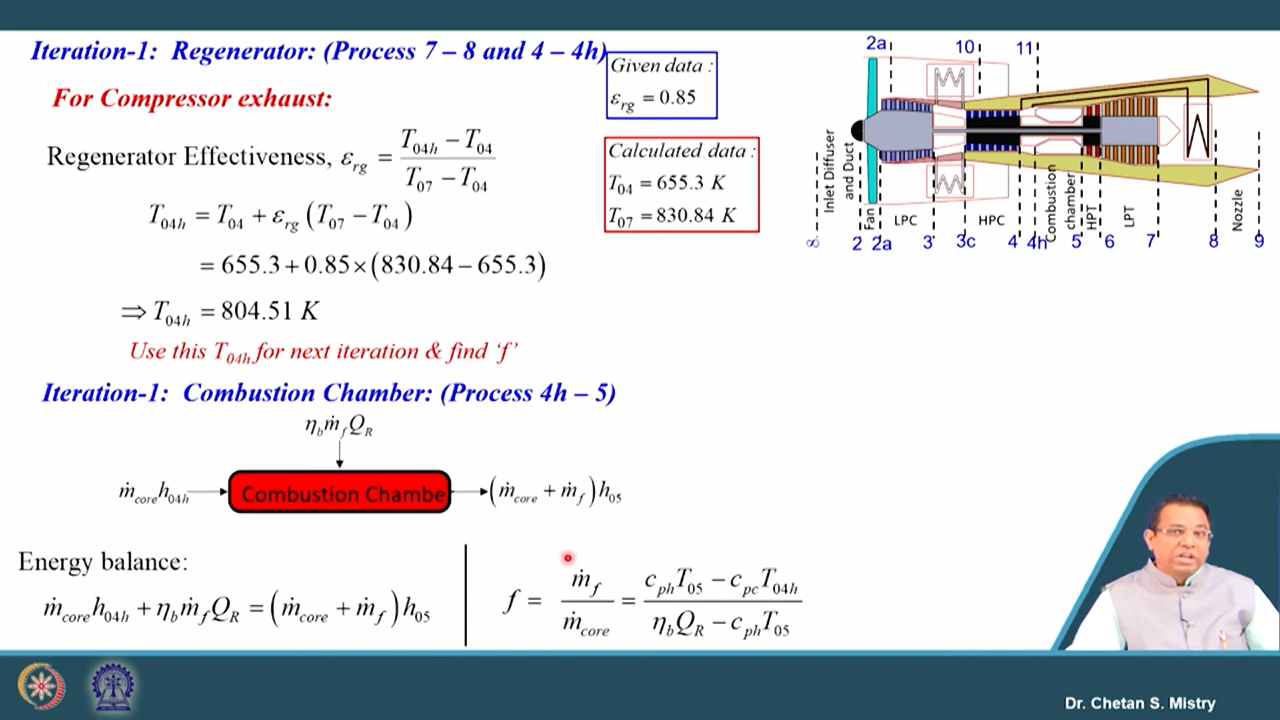 Iteration-1: Regenerator: (Process 7 – 8 and 4 – 4h)
For Compressor exhaust:
Regenerator Effectiveness, ε_rg = (T_04h − T_04) / (T_07 − T_04)
T_04h = T_04 + ε_rg (T_07 − T_04)
= 655.3 + 0.85 × (830.84 − 655.3)
⇒ T_04h = 804.51 K
Use this T_04h for next iteration & find ‘f’
Given data :
ε_rg = 0.85
Calculated data :
T_04 = 655.3 K
T_07 = 830.84 K
2a 10 11
Inlet Diffuser and Duct
Fan
LPC
HPC
Combustion chamber
HPT
LPT
Nozzle
∞ 2 2a 3 3c 4 4h 5 6 7 8 9
Iteration-1: Combustion Chamber: (Process 4h – 5)
η_b ṁ_f Q_R
ṁ_core h_04h
Combustion Chambe
(ṁ_core + ṁ_f) h_05
Energy balance:
ṁ_core h_04h + η_b ṁ_f Q_R = (ṁ_core + ṁ_f) h_05
f = ṁ_f / ṁ_core = (c_ph T_05 − c_pc T_04h) / (η_b Q_R − c_ph T_05)
Dr. Chetan S. Mistry